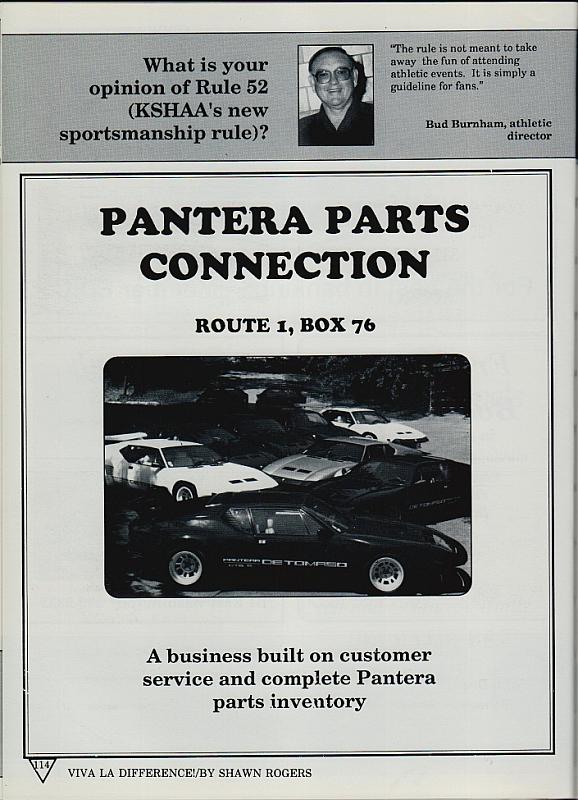 What is your
opinion of Rule 52
(KSHAA's new
sportsmanship rule)?
"The rule is not meant to take
away the fun of attending
athletic events. It is simply a
guideline for fans."
Bud Burnham, athletic
director
PANTERA PARTS
CONNECTION
ROUTE 1, BOX 76
DETOMASO
PANTERA
DETOMASO
A business built on customer
service and complete Pantera
parts inventory
114
VIVA LA DIFFERENCE!/BY SHAWN ROGERS